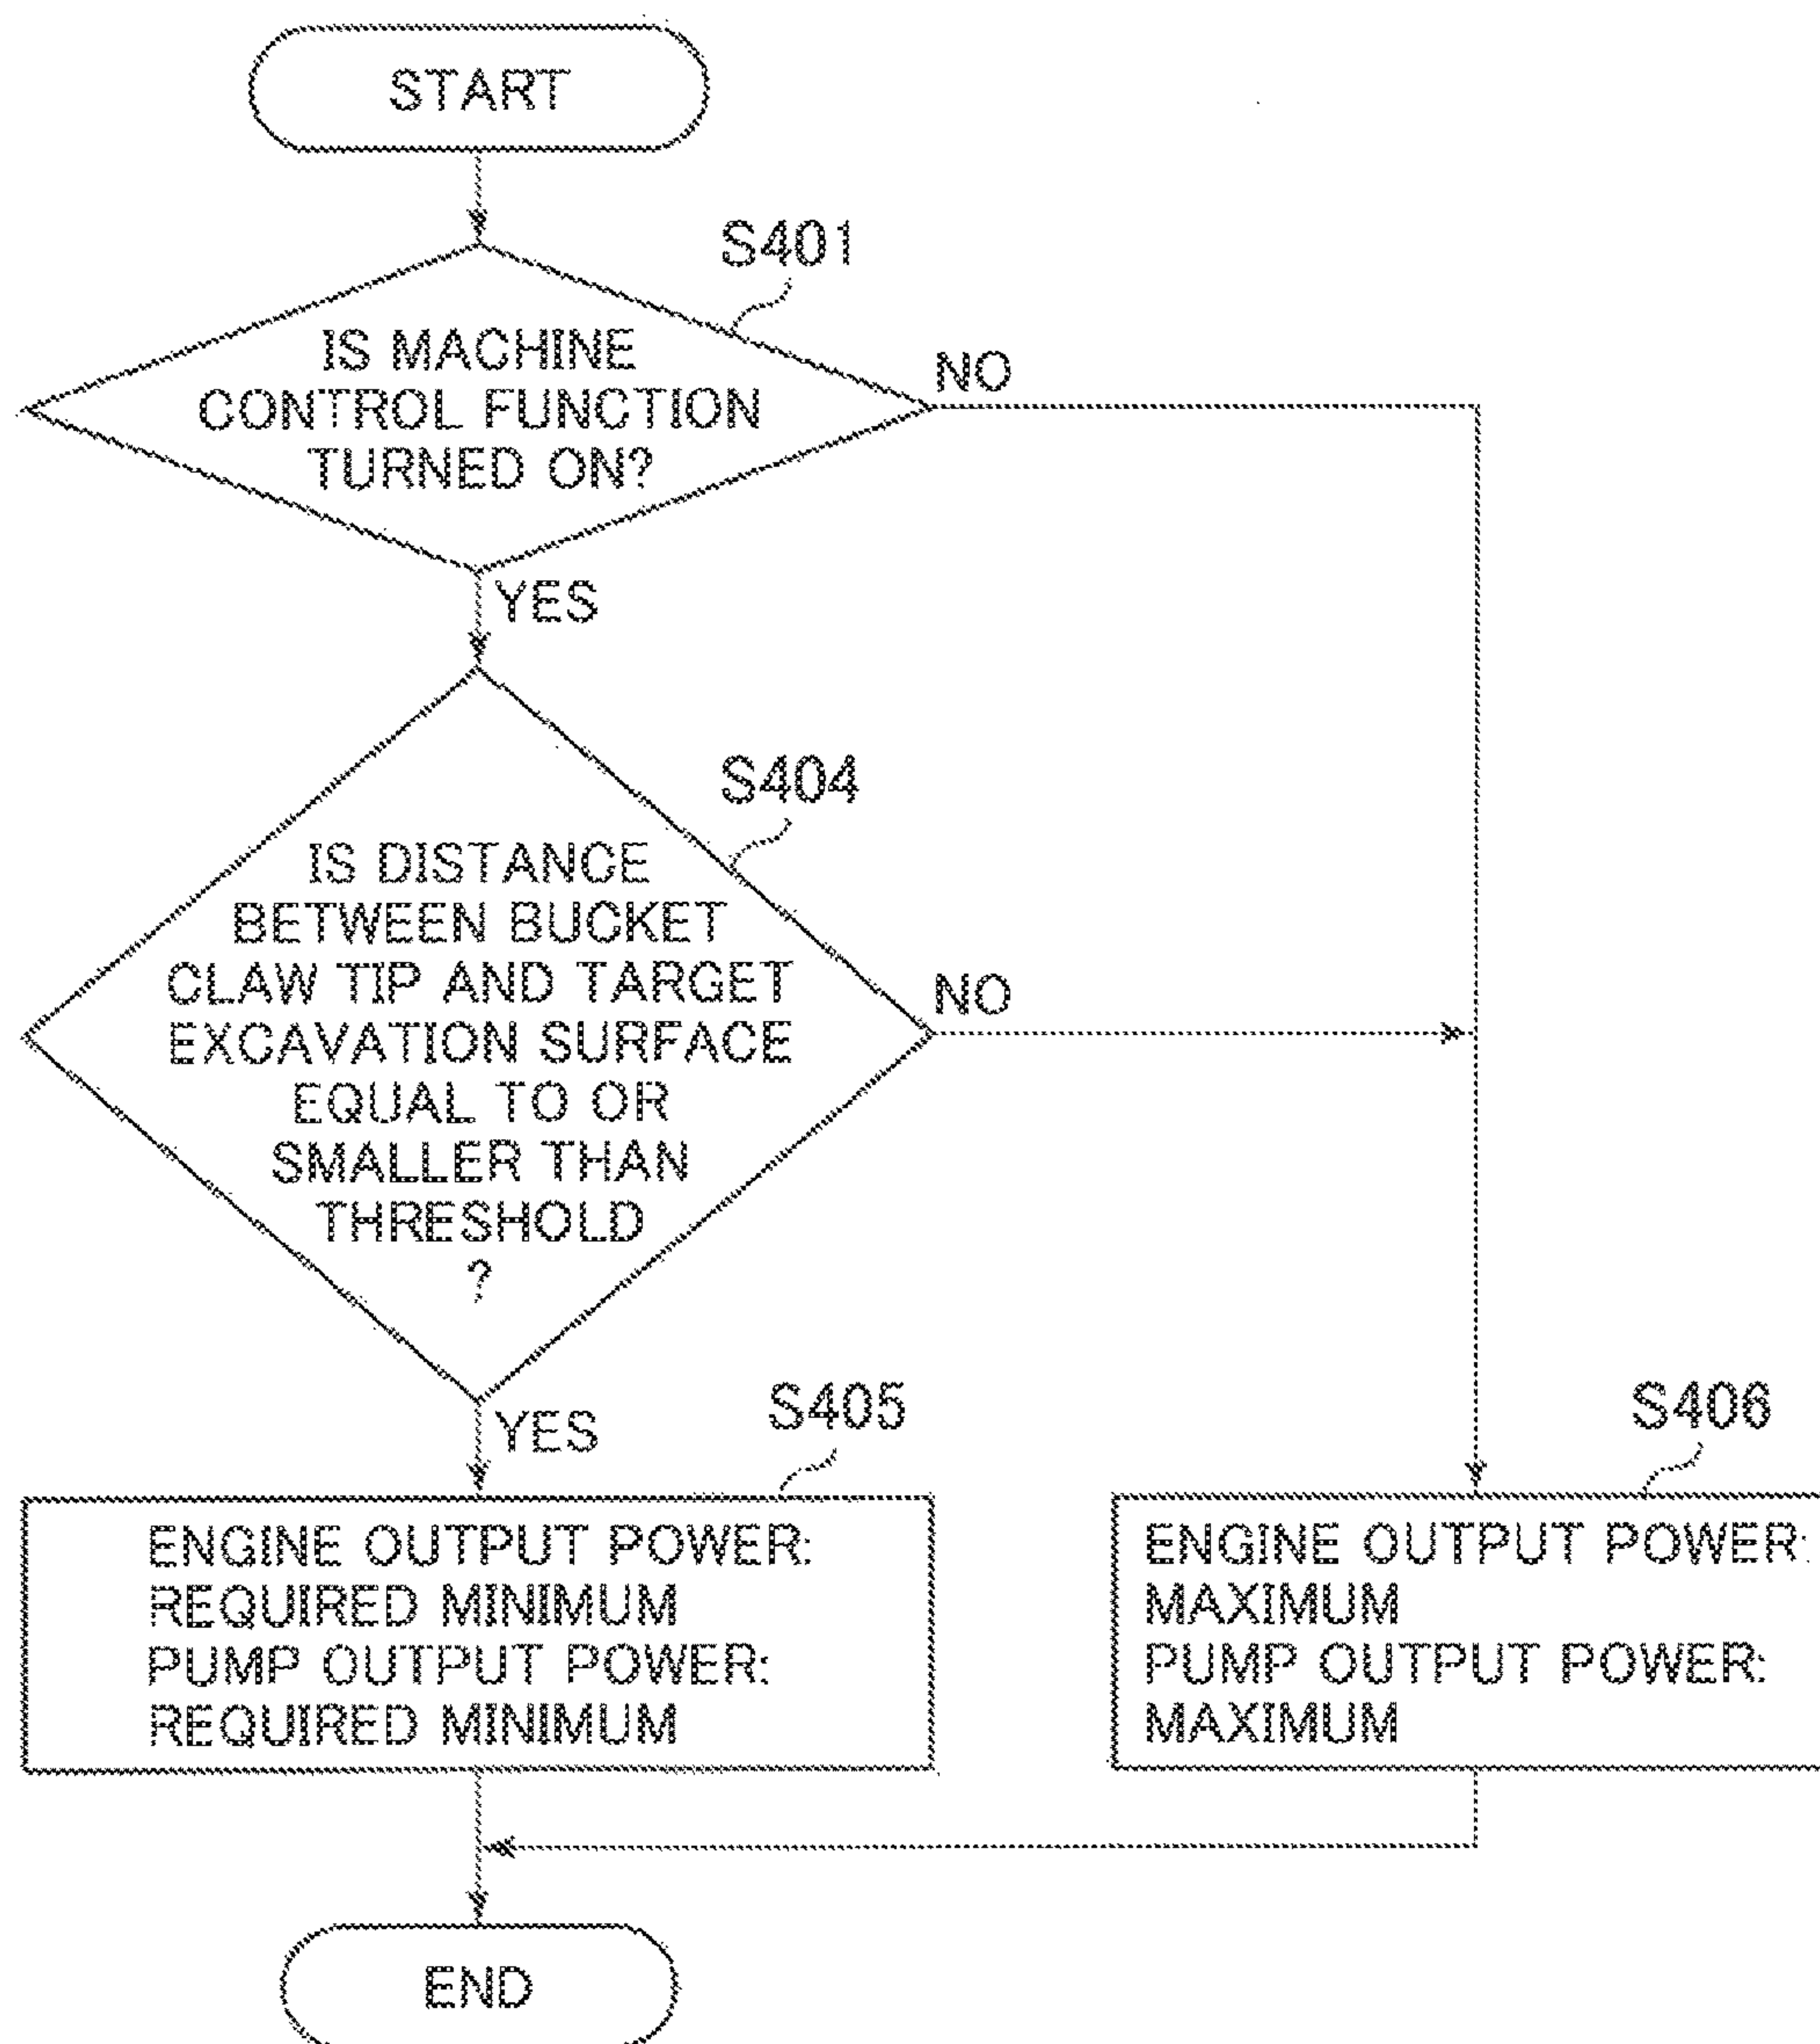 START
S401
IS MACHINE
CONTROL FUNCTION
TURNED ON?
NO
YES
S404
IS DISTANCE
BETWEEN BUCKET
CLAW TIP AND TARGET
EXCAVATION SURFACE
EQUAL TO OR
SMALLER THAN
THRESHOLD
?
NO
YES
S405
ENGINE OUTPUT POWER:
REQUIRED MINIMUM
PUMP OUTPUT POWER:
REQUIRED MINIMUM
S406
ENGINE OUTPUT POWER:
MAXIMUM
PUMP OUTPUT POWER:
MAXIMUM
END